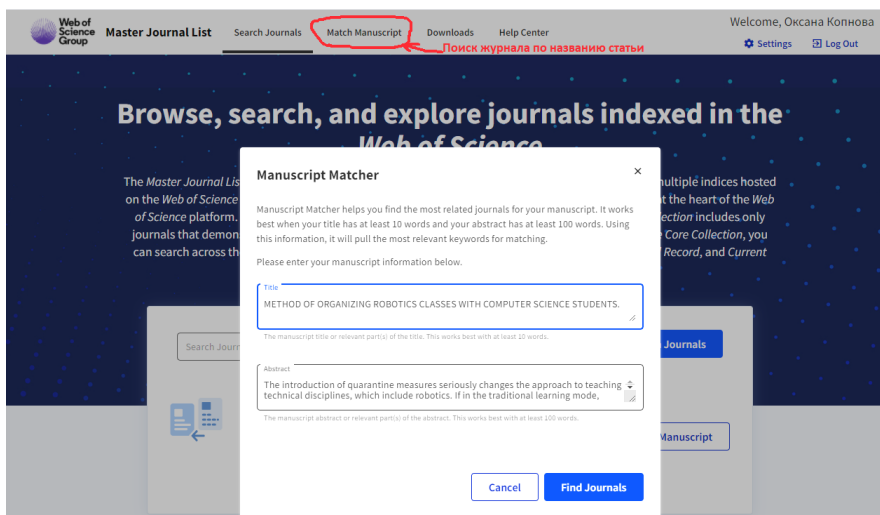 Web of
Science
Group
Master Journal List
Search Journals
Match Manuscript
Downloads
Help Center
Welcome, Оксана Копнова
Settings
Log Out
Поиск журнала по названию статьи
Browse, search, and explore journals indexed in the
Web of Science
The Master Journal Lis
multiple indices hosted
on the Web of Science
t the heart of the Web
of Science platform.
ection includes only
journals that demon
Core Collection, you
can search across th
Record, and Current
Manuscript Matcher
×
Manuscript Matcher helps you find the most related journals for your manuscript. It works
best when your title has at least 10 words and your abstract has at least 100 words. Using
this information, it will pull the most relevant keywords for matching.
Please enter your manuscript information below.
Title
METHOD OF ORGANIZING ROBOTICS CLASSES WITH COMPUTER SCIENCE STUDENTS.
The manuscript title or relevant part(s) of the title. This works best with at least 10 words.
Search Journ
Journals
Abstract
The introduction of quarantine measures seriously changes the approach to teaching
technical disciplines, which include robotics. If in the traditional learning mode,
The manuscript abstract or relevant part(s) of the abstract. This works best with at least 100 words.
Manuscript
Cancel
Find Journals